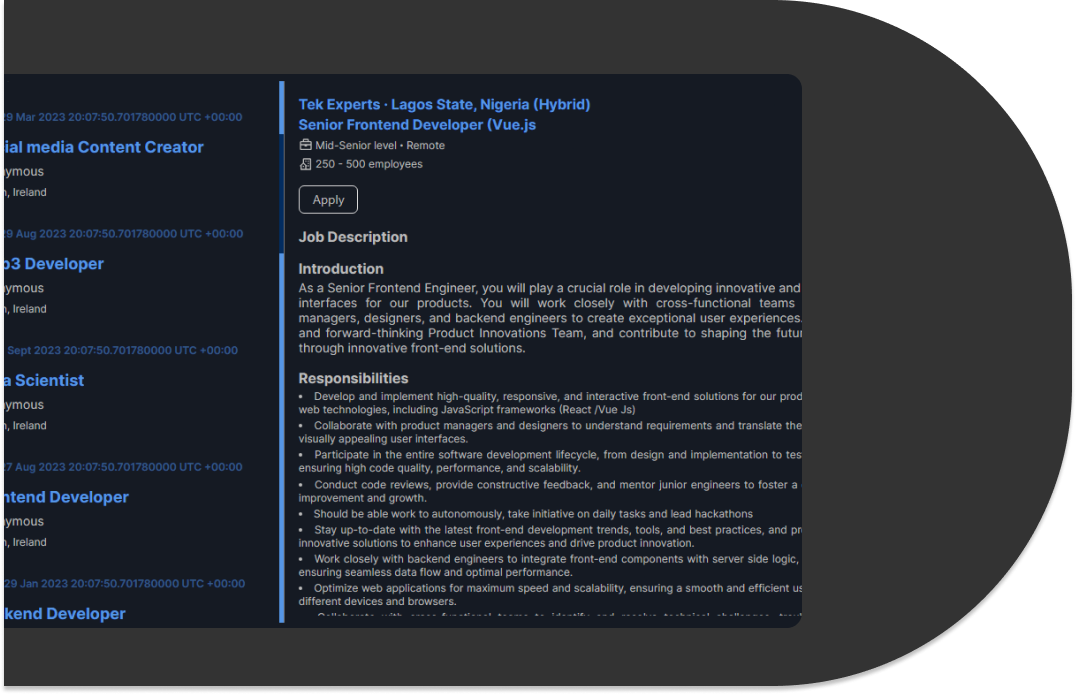 29 Mar 2023 20:07:50.701780000 UTC +00:00
ial media Content Creator
ymous
n, Ireland
29 Aug 2023 20:07:50.701780000 UTC +00:00
b3 Developer
ymous
n, Ireland
Sept 2023 20:07:50.701780000 UTC +00:00
a Scientist
ymous
n, Ireland
27 Aug 2023 20:07:50.701780000 UTC +00:00
ntend Developer
ymous
n, Ireland
29 Jan 2023 20:07:50.701780000 UTC +00:00
kend Developer
Tek Experts · Lagos State, Nigeria (Hybrid)
Senior Frontend Developer (Vue.js
Mid-Senior level • Remote
250 - 500 employees
Apply
Job Description
Introduction
As a Senior Frontend Engineer, you will play a crucial role in developing innovative and
interfaces for our products. You will work closely with cross-functional teams
managers, designers, and backend engineers to create exceptional user experiences.
and forward-thinking Product Innovations Team, and contribute to shaping the futur
through innovative front-end solutions.
Responsibilities
• Develop and implement high-quality, responsive, and interactive front-end solutions for our prod
web technologies, including JavaScript frameworks (React /Vue Js)
• Collaborate with product managers and designers to understand requirements and translate the
visually appealing user interfaces.
• Participate in the entire software development lifecycle, from design and implementation to tes
ensuring high code quality, performance, and scalability.
• Conduct code reviews, provide constructive feedback, and mentor junior engineers to foster a
improvement and growth.
• Should be able work to autonomously, take initiative on daily tasks and lead hackathons
• Stay up-to-date with the latest front-end development trends, tools, and best practices, and pr
innovative solutions to enhance user experiences and drive product innovation.
• Work closely with backend engineers to integrate front-end components with server side logic,
ensuring seamless data flow and optimal performance.
• Optimize web applications for maximum speed and scalability, ensuring a smooth and efficient us
different devices and browsers.
Collaborate with cross-functional teams to identify and resolve technical challenges,